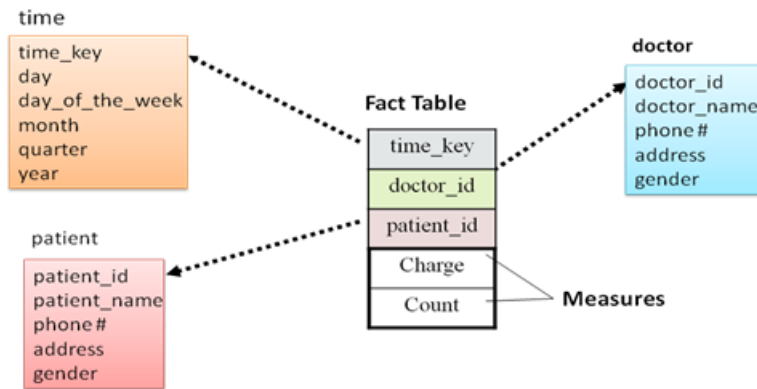 time
time_key
day
day_of_the_week
month
quarter
year
doctor
doctor_id
doctor_name
phone #
address
gender
Fact Table
time_key
doctor_id
patient_id
Charge
Count
Measures
patient
patient_id
patient_name
phone #
address
gender